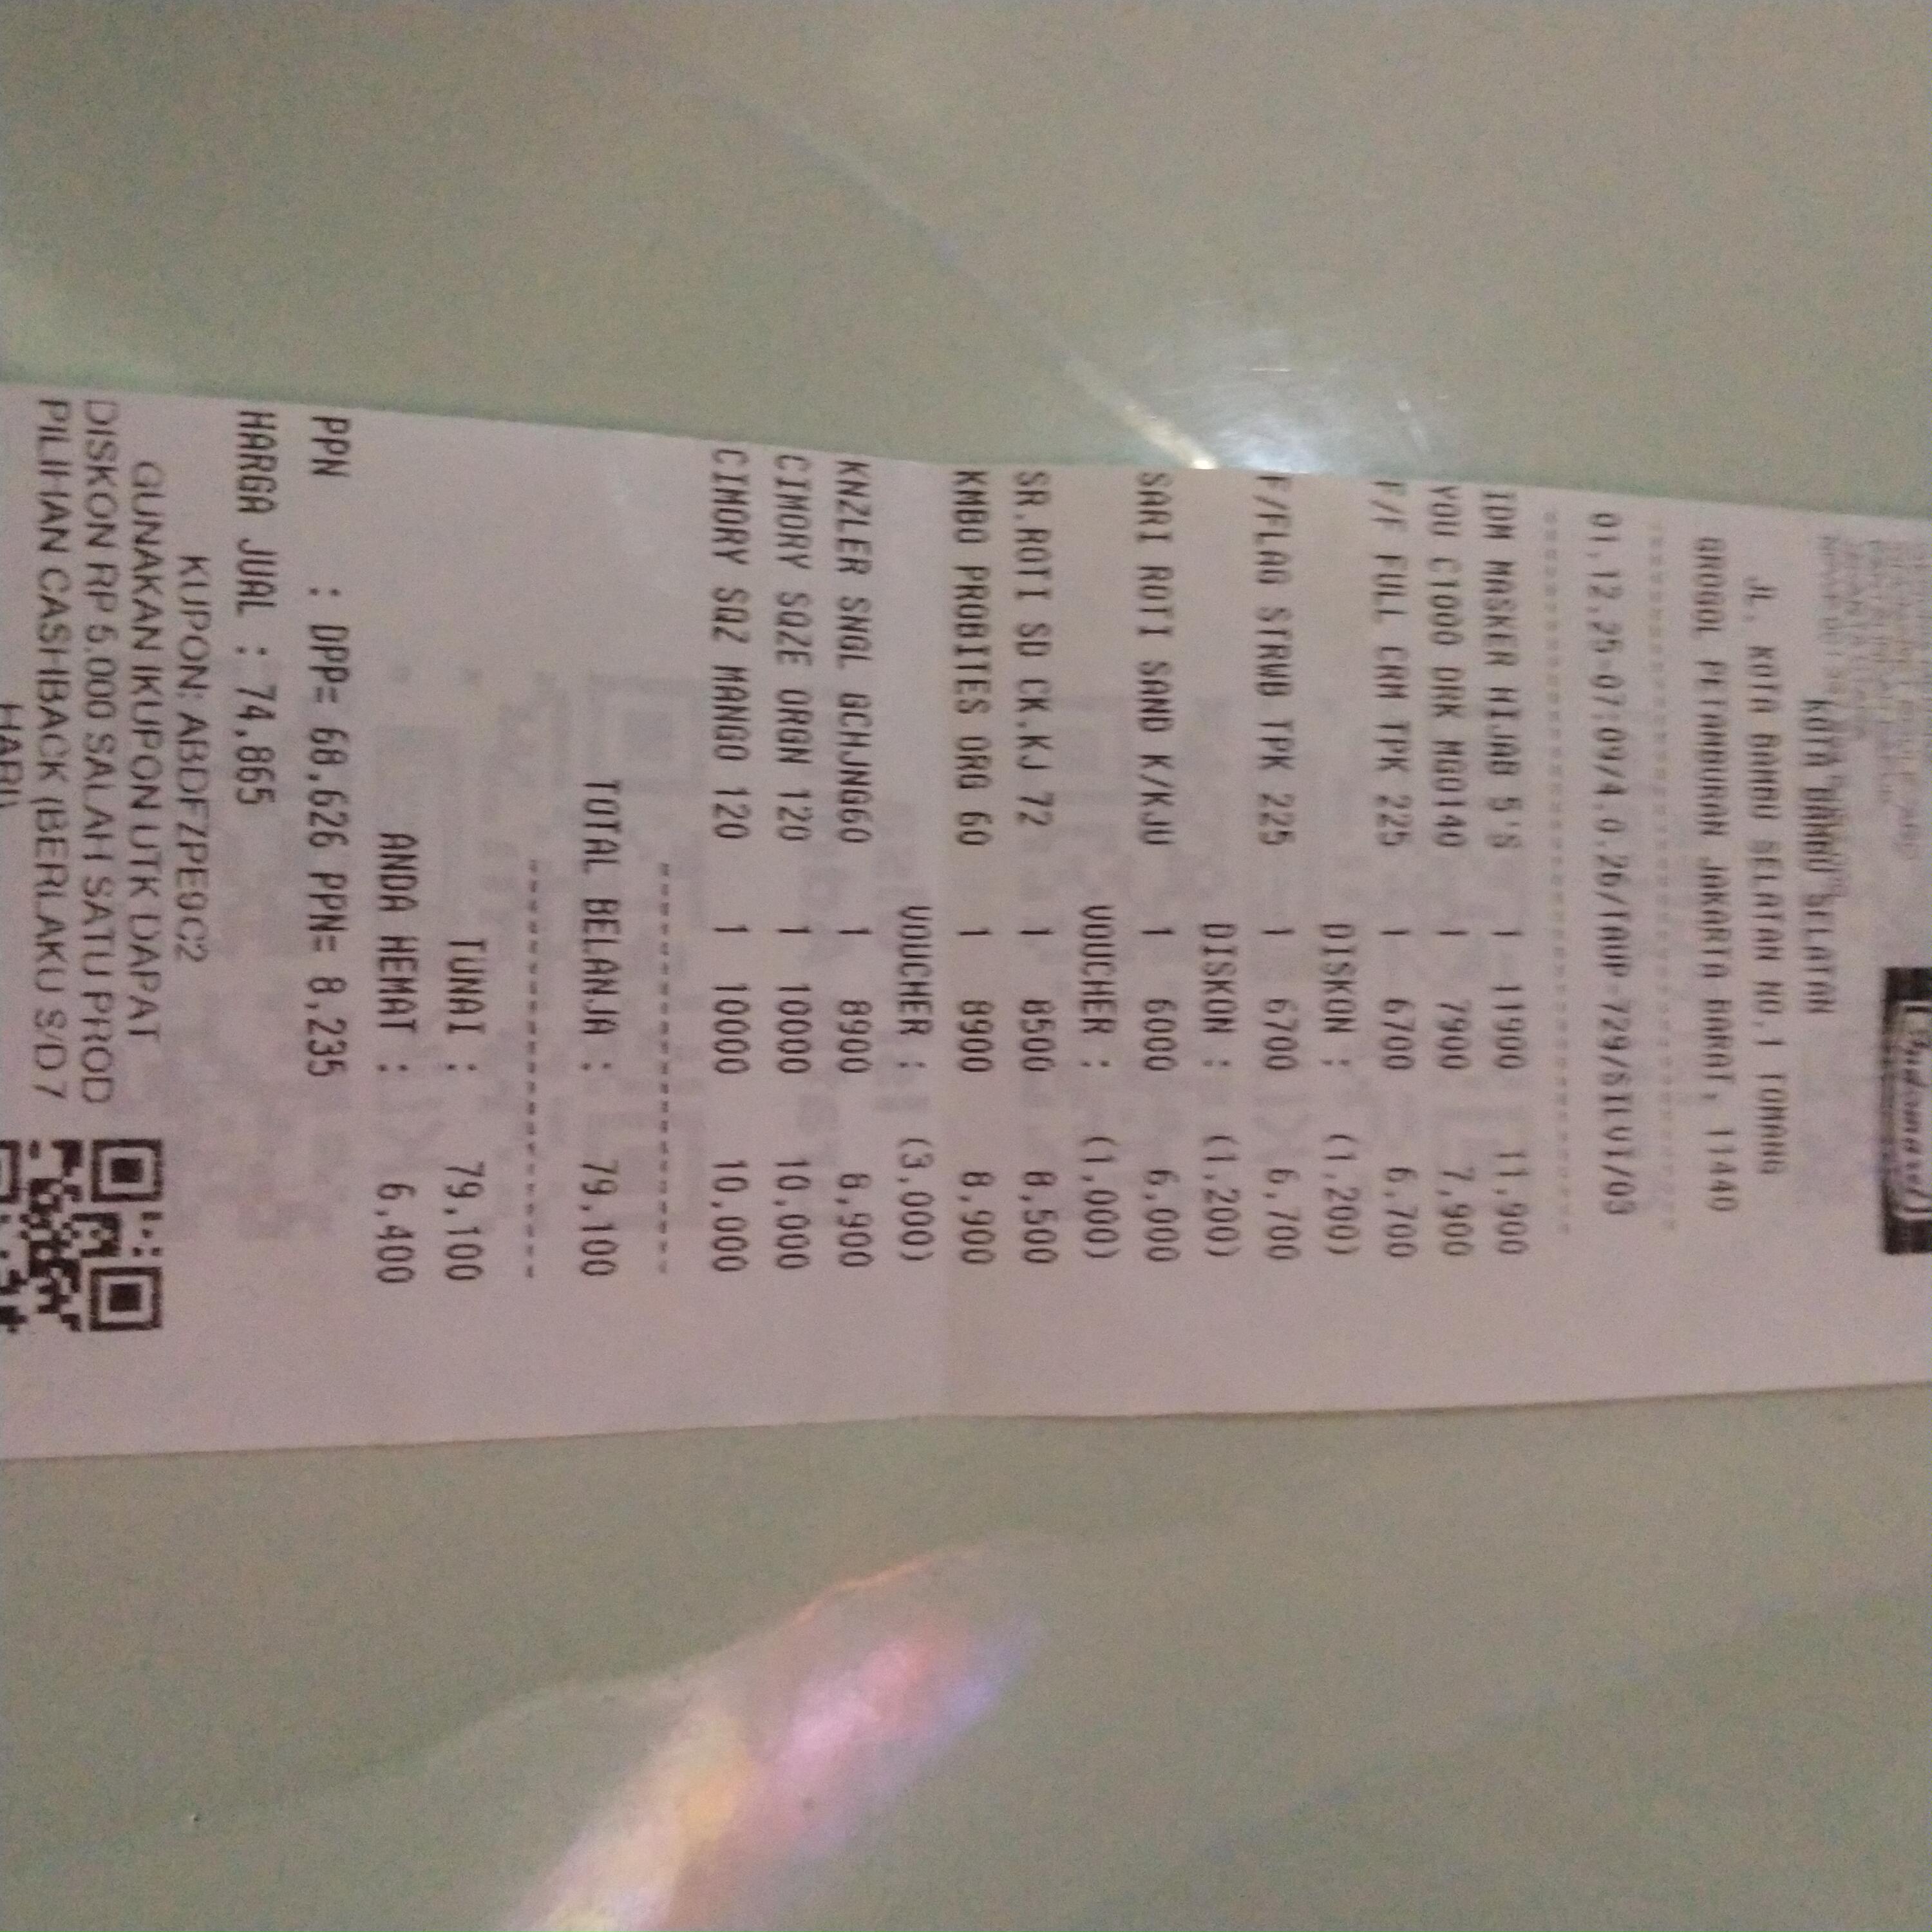 Indomaret
KOTA BAMBU SELATAN
JL. KOTA BAMBU SELATAN NO.1 TOMANG
GROGOL PETAMBURAN JAKARTA BARAT, 11440
01.12.25-07:09/4.0.26/TAUP-729/SILVI/03
IDM MASKER HIJAB 5'S 1 11900 11,900
YOU C1000 ORK MGO140 1 7900 7,900
F/F FULL CRM TPK 225 1 6700 6,700
DISKON : (1,200)
F/FLAG STRWB TPK 225 1 6700 6,700
DISKON : (1,200)
SARI ROTI SAND K/KJU 1 6000 6,000
VOUCHER : (1,000)
SR.ROTI SD CK.KJ 72 1 8500 8,500
KMBO PROBITES ORG 60 1 8900 8,900
VOUCHER : (3,000)
KNZLER SNGL GCHJNG60 1 8900 8,900
CIMORY SQZE ORGN 120 1 10000 10,000
CIMORY SQZ MANGO 120 1 10000 10,000
TOTAL BELANJA : 79,100
TUNAI : 79,100
ANDA HEMAT : 6,400
PPN : DPP= 68,626 PPN= 8,235
HARGA JUAL : 74,865
KUPON: ABDF7PE9C2
GUNAKAN IKUPON UTK DAPAT
DISKON RP 5.000 SALAH SATU PROD
PILIHAN CASHBACK (BERLAKU S/D 7
HARI)